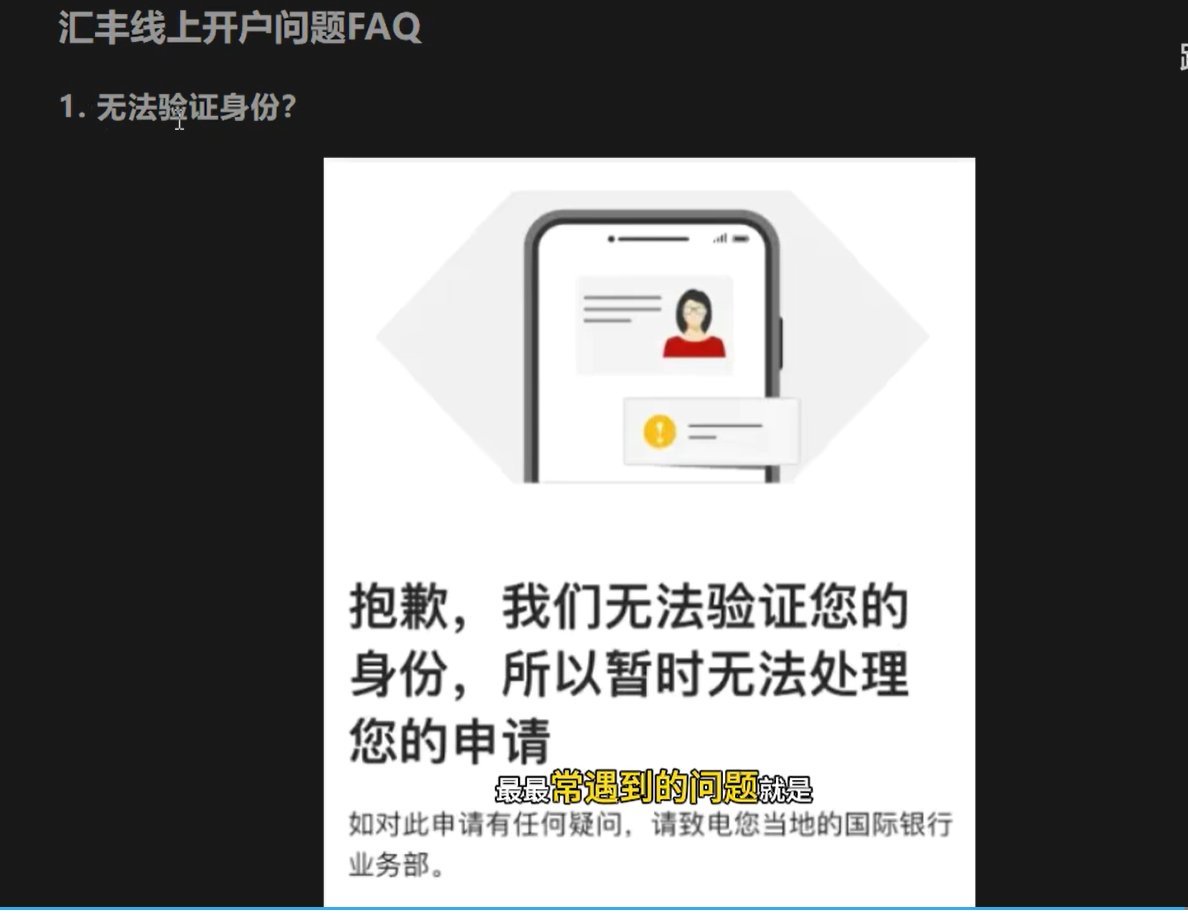 汇丰线上开户问题FAQ
1. 无法验证身份?
抱歉，我们无法验证您的
身份，所以暂时无法处理
您的申请
最最常遇到的问题就是
如对此申请有任何疑问，请致电您当地的国际银行
业务部。